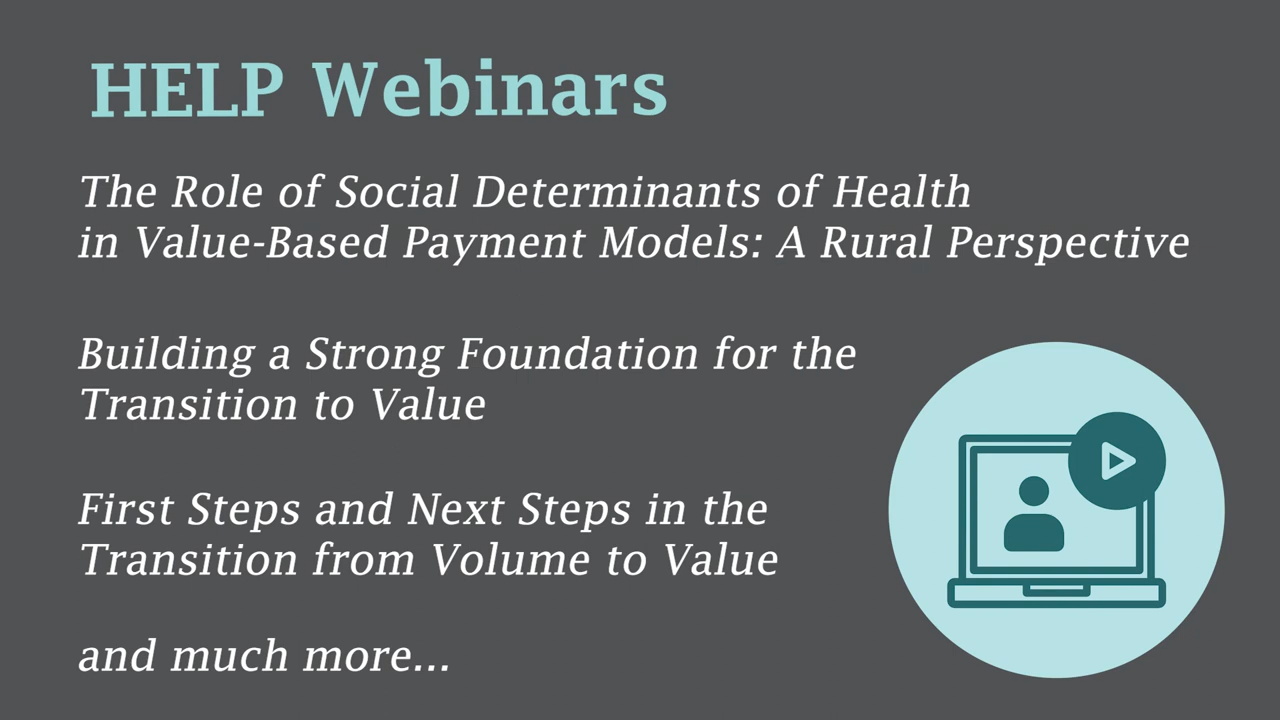 HELP Webinars
The Role of Social Determinants of Health
in Value-Based Payment Models: A Rural Perspective
Building a Strong Foundation for the
Transition to Value
First Steps and Next Steps in the
Transition from Volume to Value
and much more...